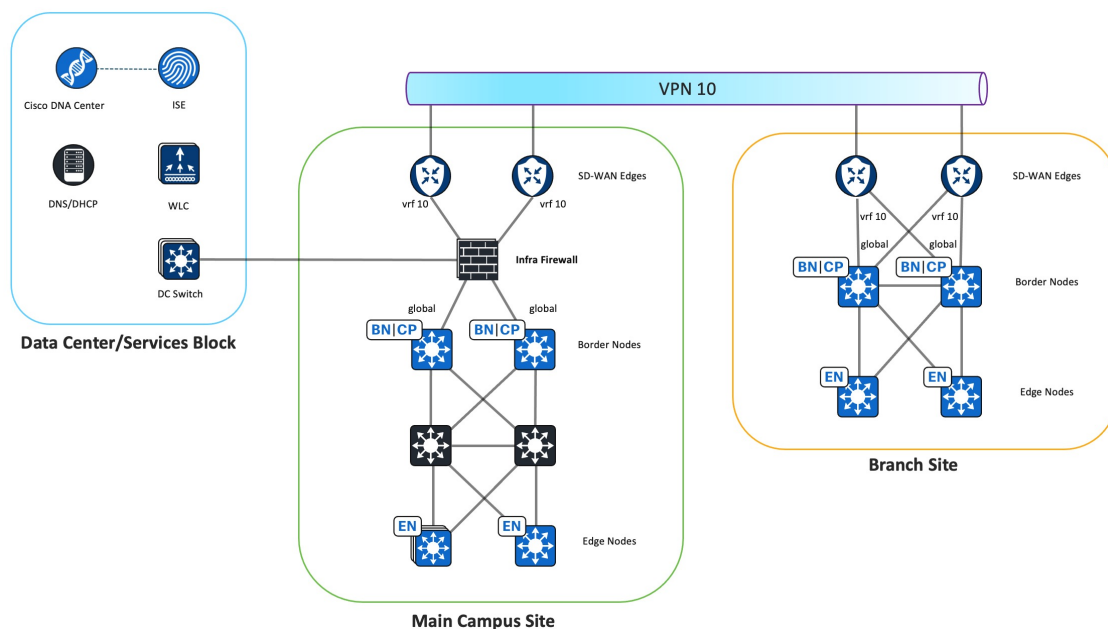 Cisco DNA Center
ISE
DNS/DHCP
WLC
DC Switch
Data Center/Services Block
VPN 10
SD-WAN Edges
vrf 10
vrf 10
Infra Firewall
global
global
BN|CP
BN|CP
Border Nodes
EN
EN
Edge Nodes
Main Campus Site
SD-WAN Edges
vrf 10
vrf 10
global
global
BN|CP
BN|CP
Border Nodes
EN
EN
Edge Nodes
Branch Site